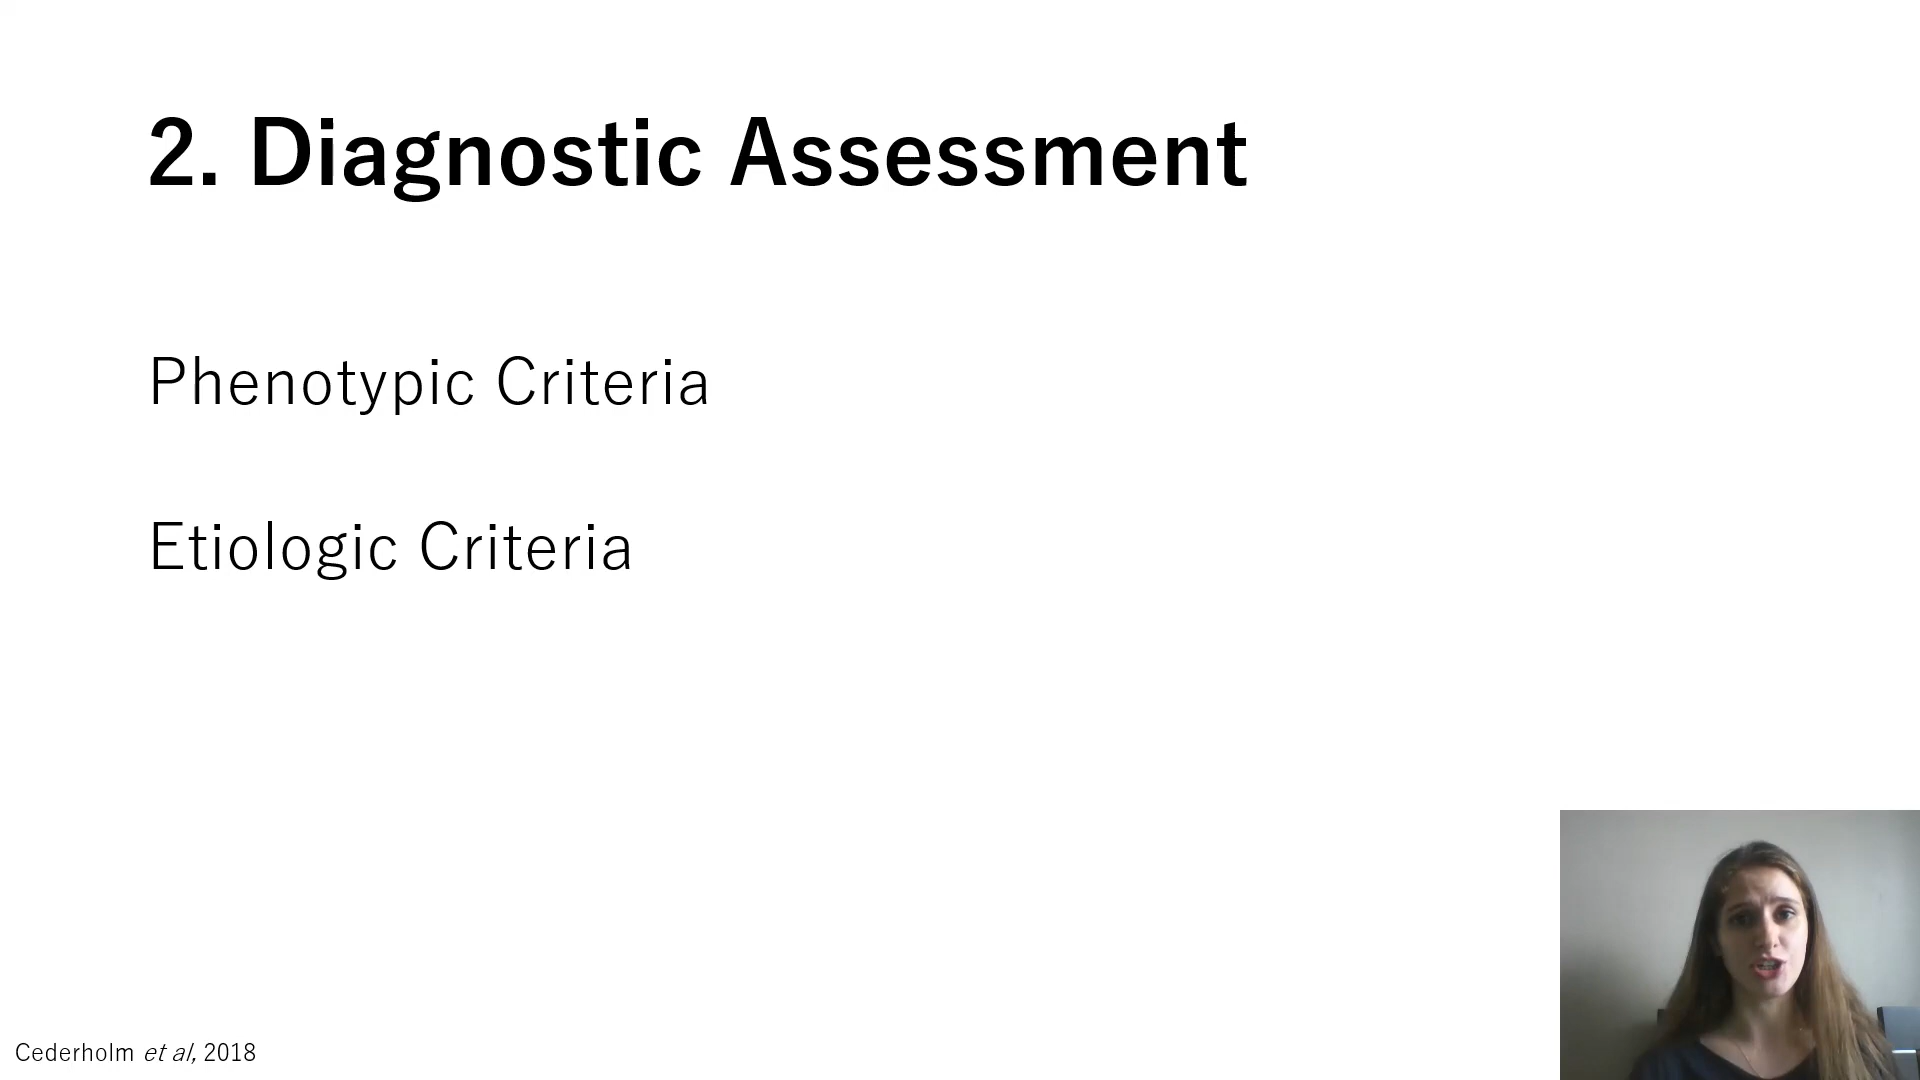 2. Diagnostic Assessment
Phenotypic Criteria
Etiologic Criteria
Cederholm et al, 2018